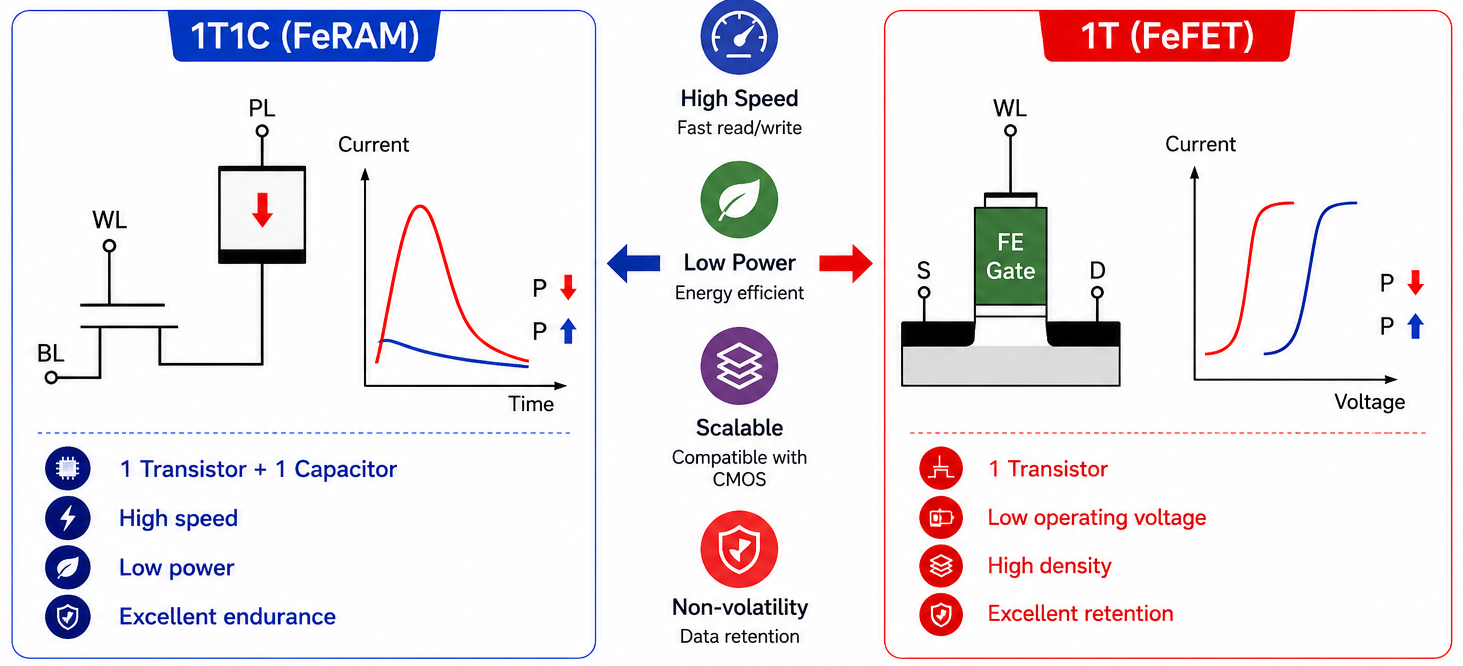 1T1C (FeRAM)
PL
WL
BL
Current
P
P
Time
1 Transistor + 1 Capacitor
High speed
Low power
Excellent endurance
High Speed
Fast read/write
Low Power
Energy efficient
Scalable
Compatible with
CMOS
Non-volatility
Data retention
1T (FeFET)
WL
FE
Gate
S
D
Current
P
P
Voltage
1 Transistor
Low operating voltage
High density
Excellent retention